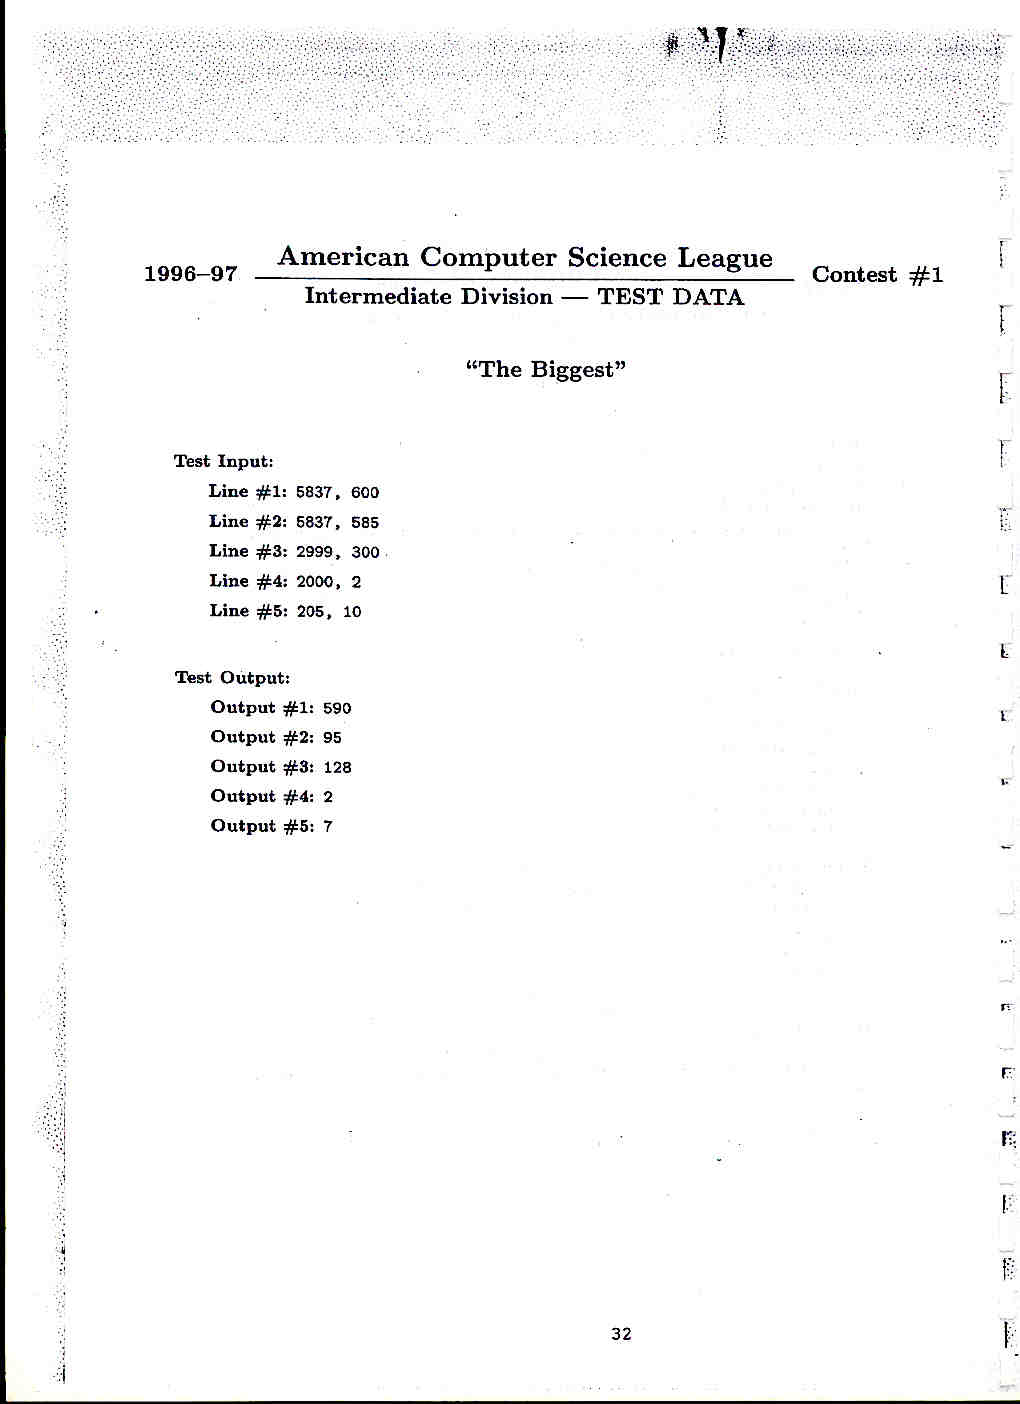 American Computer Science League
1996–97 Contest #1
Intermediate Division — TEST DATA
“The Biggest”
Test Input:
Line #1: 5837, 600
Line #2: 5837, 585
Line #3: 2999, 300
Line #4: 2000, 2
Line #5: 205, 10
Test Output:
Output #1: 590
Output #2: 95
Output #3: 128
Output #4: 2
Output #5: 7
32